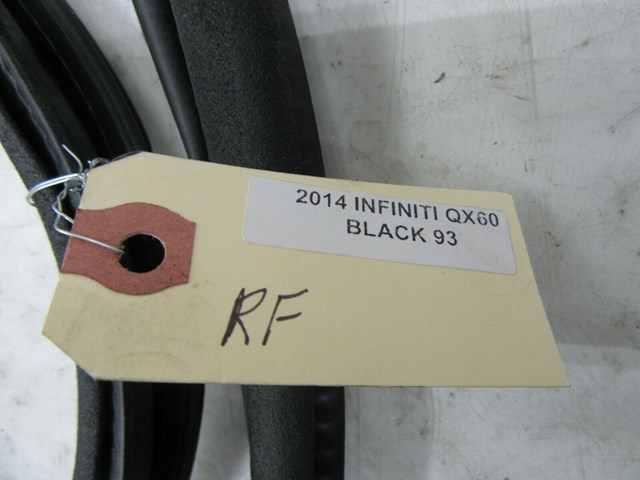 2014 INFINITI QX60
BLACK 93
RF